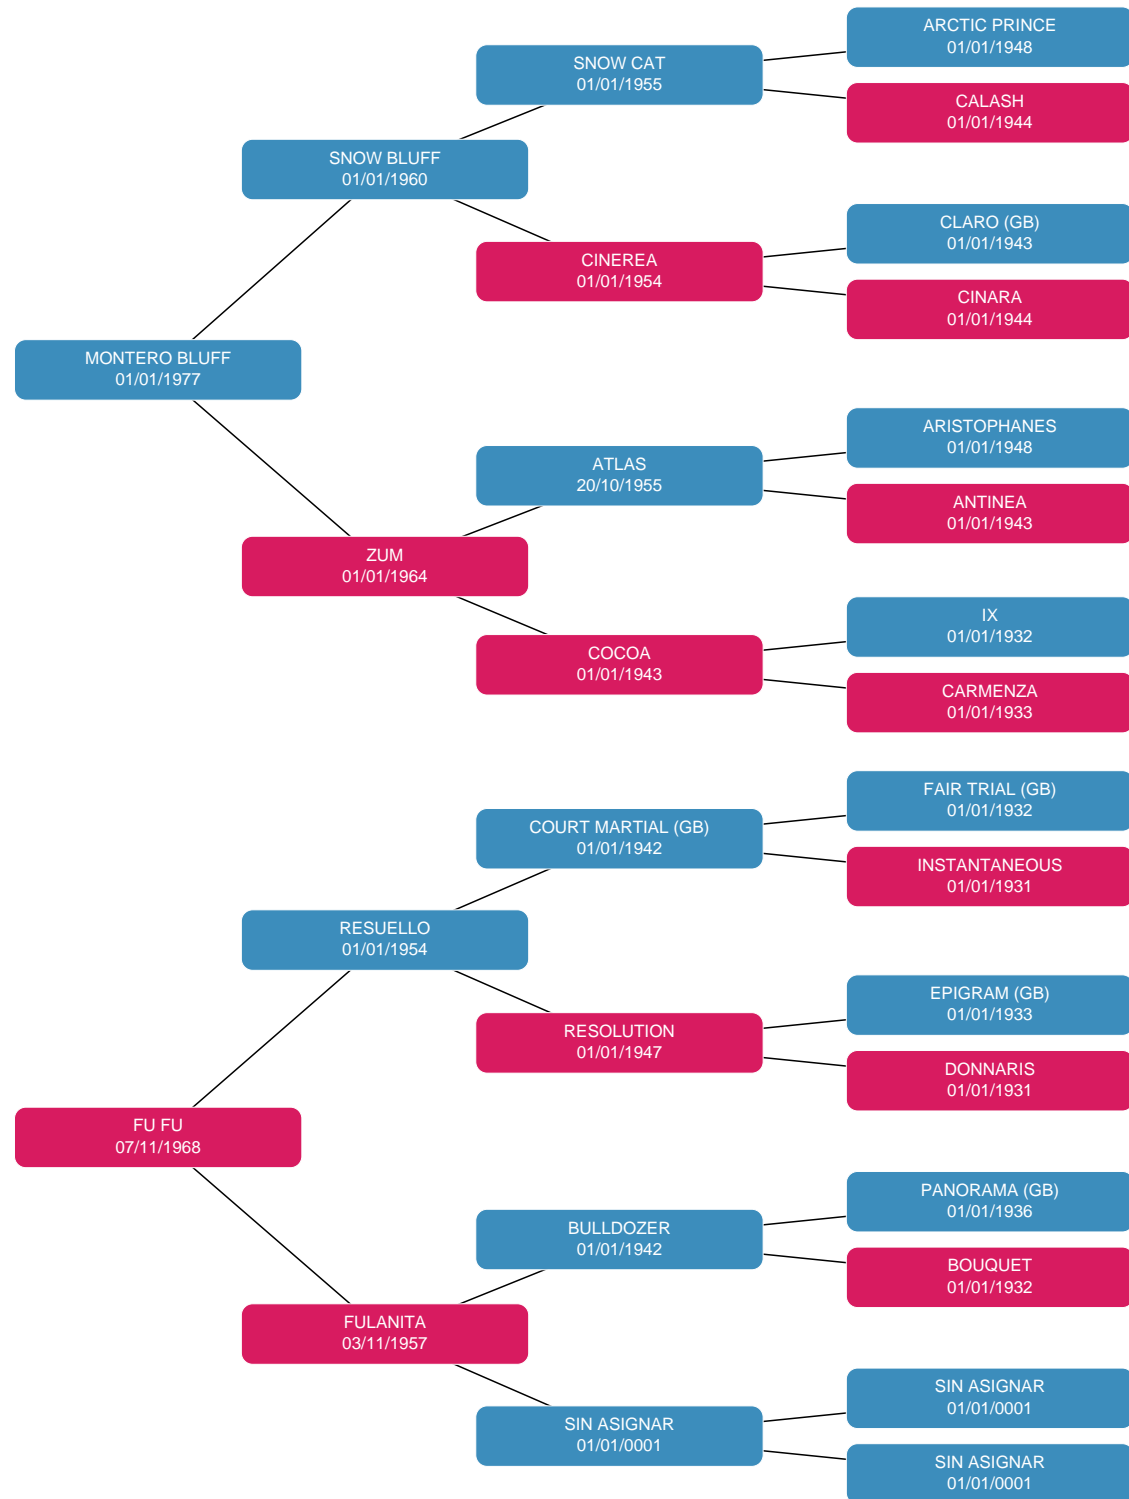 ARCTIC PRINCE
01/01/1948
SNOW CAT
01/01/1955
CALASH
01/01/1944
SNOW BLUFF
01/01/1960
CLARO (GB)
01/01/1943
CINEREA
01/01/1954
CINARA
01/01/1944
MONTERO BLUFF
01/01/1977
ARISTOPHANES
01/01/1948
ATLAS
20/10/1955
ANTINEA
01/01/1943
ZUM
01/01/1964
IX
01/01/1932
COCOA
01/01/1943
CARMENZA
01/01/1933
FAIR TRIAL (GB)
01/01/1932
COURT MARTIAL (GB)
01/01/1942
INSTANTANEOUS
01/01/1931
RESUELLO
01/01/1954
EPIGRAM (GB)
01/01/1933
RESOLUTION
01/01/1947
DONNARIS
01/01/1931
FU FU
07/11/1968
PANORAMA (GB)
01/01/1936
BULLDOZER
01/01/1942
BOUQUET
01/01/1932
FULANITA
03/11/1957
SIN ASIGNAR
01/01/0001
SIN ASIGNAR
01/01/0001
SIN ASIGNAR
01/01/0001